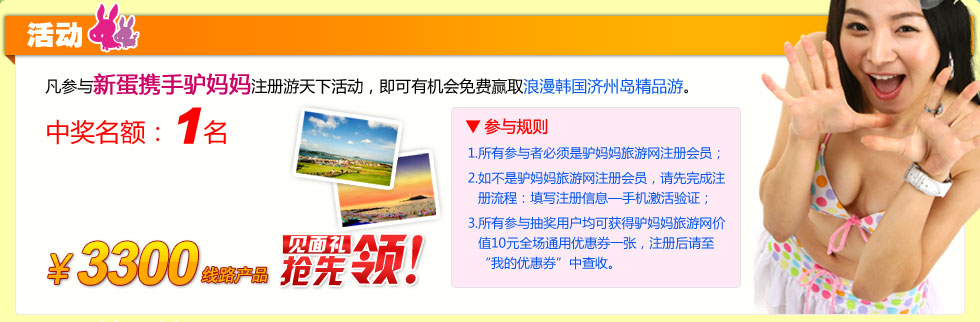 活动
凡参与新蛋携手驴妈妈注册游天下活动，即可有机会免费赢取浪漫韩国济州岛精品游。
中奖名额：1名
¥3300线路产品
见面礼
抢先领！
▼参与规则
1.所有参与者必须是驴妈妈旅游网注册会员；
2.如不是驴妈妈旅游网注册会员，请先完成注
册流程：填写注册信息—手机激活验证；
3.所有参与抽奖用户均可获得驴妈妈旅游网价
值10元全场通用优惠券一张，注册后请至
“我的优惠券”中查收。